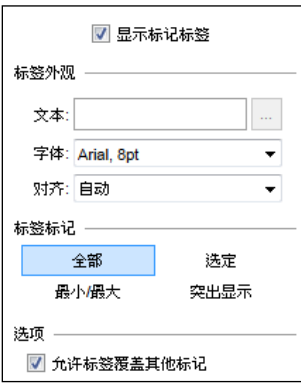 显示标记标签
标签外观
文本: ...
字体: Arial, 8pt
对齐: 自动
标签标记
全部 选定
最小/最大 突出显示
选项
允许标签覆盖其他标记